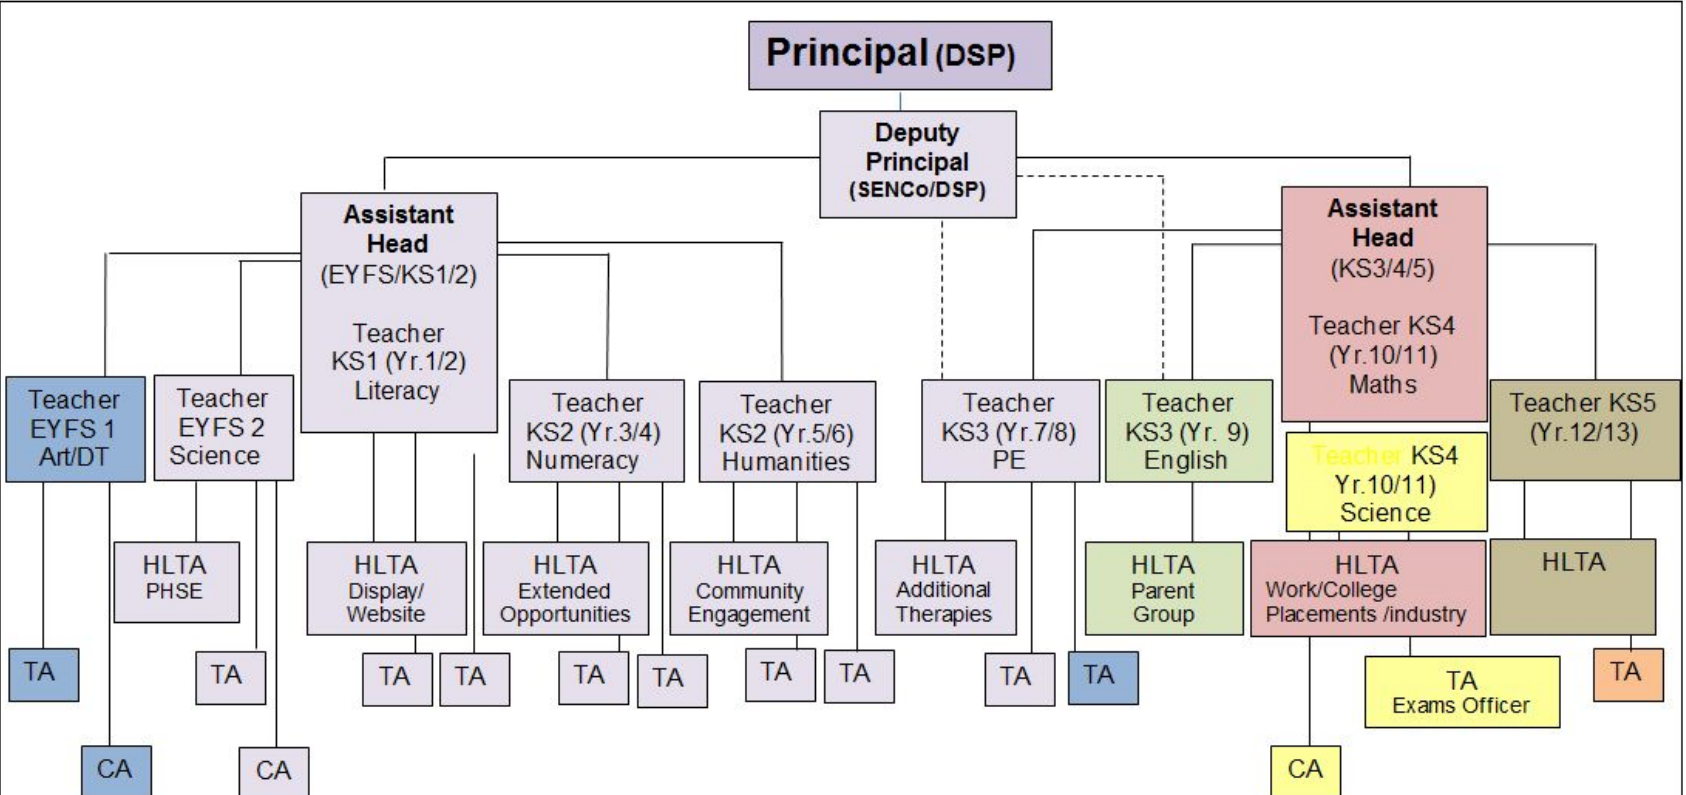 Principal (DSP)
Deputy
Principal
(SENCo/DSP)
Assistant
Head
(EYFS/KS1/2)
Teacher
KS1 (Yr.1/2)
Literacy
Assistant
Head
(KS3/4/5)
Teacher KS4
(Yr.10/11)
Maths
Teacher
EYFS 1
Art/DT
Teacher
EYFS 2
Science
Teacher
KS2 (Yr.3/4)
Numeracy
Teacher
KS2 (Yr.5/6)
Humanities
Teacher
KS3 (Yr.7/8)
PE
Teacher
KS3 (Yr. 9)
English
Teacher KS4
Yr.10/11)
Science
Teacher KS5
(Yr.12/13)
HLTA
PHSE
HLTA
Display/
Website
HLTA
Extended
Opportunities
HLTA
Community
Engagement
HLTA
Additional
Therapies
HLTA
Parent
Group
HLTA
Work/College
Placements /industry
HLTA
TA
TA
TA
TA
TA
TA
TA
TA
TA
TA
TA
Exams Officer
TA
CA
CA
CA